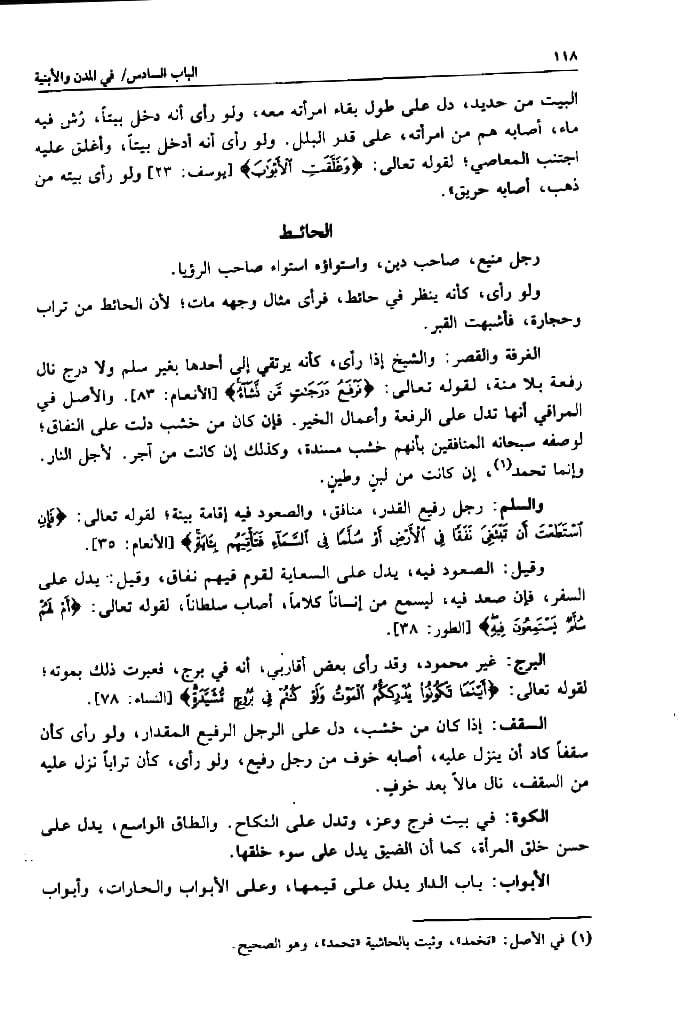 ١١٨
الباب السادس/ في المدن والأبنية
البيت من حديد، دل على طول بقاء امرأته معه، ولو رأى أنه دخل بيتاً، رُش فيه
ماء، أصابه هم من امرأته، على قدر البلل. ولو رأى أنه أدخل بيتاً، وأغلق عليه
اجتنب المعاصي؛ لقوله تعالى: ﴿وَغَلَّقَتِ ٱلْأَبْوَٰبَ﴾ [يوسف: ٢٣] ولو رأى بيته من
ذهب، أصابه حريق».
الحائـط
رجل منيع، صاحب دين، واستواؤه استواء صاحب الرؤيا.
ولو رأى، كأنه ينظر في حائط، فرأى مثال وجهه مات؛ لأن الحائط من تراب
وحجارة، فأشبهت القبر.
الغرفة والقصر: والشيخ إذا رأى، كأنه يرتقي إلى أحدها بغير سلم ولا درج نال
رفعة بلا منة، لقوله تعالى: ﴿نَرْفَعُ دَرَجَٰتٍ مَّن نَّشَآءُ﴾ [الأنعام: ٨٣]. والأصل في
المراقي أنها تدل على الرفعة وأعمال الخير. فإن كان من خشب دلت على النفاق؛
لوصفه سبحانه المنافقين بأنهم خشب مسندة، وكذلك إن كانت من آجر. لأجل النار.
وإنما تحمد(١)، إن كانت من لبنٍ وطينٍ.
والسلم: رجل رفيع القدر، منافق، والصعود فيه إقامة بينة؛ لقوله تعالى: ﴿فَإِنِ
ٱسْتَطَعْتَ أَن تَبْتَغِىَ نَفَقًا فِى ٱلْأَرْضِ أَوْ سُلَّمًا فِى ٱلسَّمَآءِ فَتَأْتِيَهُم بِـَٔايَةٍ﴾ [الأنعام: ٣٥].
وقيل: الصعود فيه، يدل على السعاية لقوم فيهم نفاق، وقيل: يدل على
السفر، فإن صعد فيه، ليسمع من إنساناً كلاماً، أصاب سلطاناً، لقوله تعالى: ﴿أَمْ لَهُمْ
سُلَّمٌ يَسْتَمِعُونَ فِيهِ﴾ [الطور: ٣٨].
البرج: غير محمود، وقد رأى بعض أقاربي، أنه في برج، فعبرت ذلك بموته؛
لقوله تعالى: ﴿أَيْنَمَا تَكُونُوا۟ يُدْرِككُّمُ ٱلْمَوْتُ وَلَوْ كُنتُمْ فِى بُرُوجٍ مُّشَيَّدَةٍ﴾ [النساء: ٧٨].
السقف: إذا كان من خشب، دل على الرجل الرفيع المقدار، ولو رأى كأن
سقفاً كاد أن ينزل عليه، أصابه خوف من رجل رفيع، ولو رأى، كأن تراباً نزل عليه
من السقف، نال مالاً بعد خوفٍ.
الكوة: في بيت فرج وعز، وتدل على النكاح. والطاق الواسع، يدل على
حسن خلق المرأة، كما أن الضيق يدل على سوء خلقها.
الأبواب: باب الدار يدل على قيمها، وعلى الأبواب والحارات، وأبواب
(١) في الأصل: «تخمد»، وثبت بالحاشية «تحمد»، وهو الصحيح.